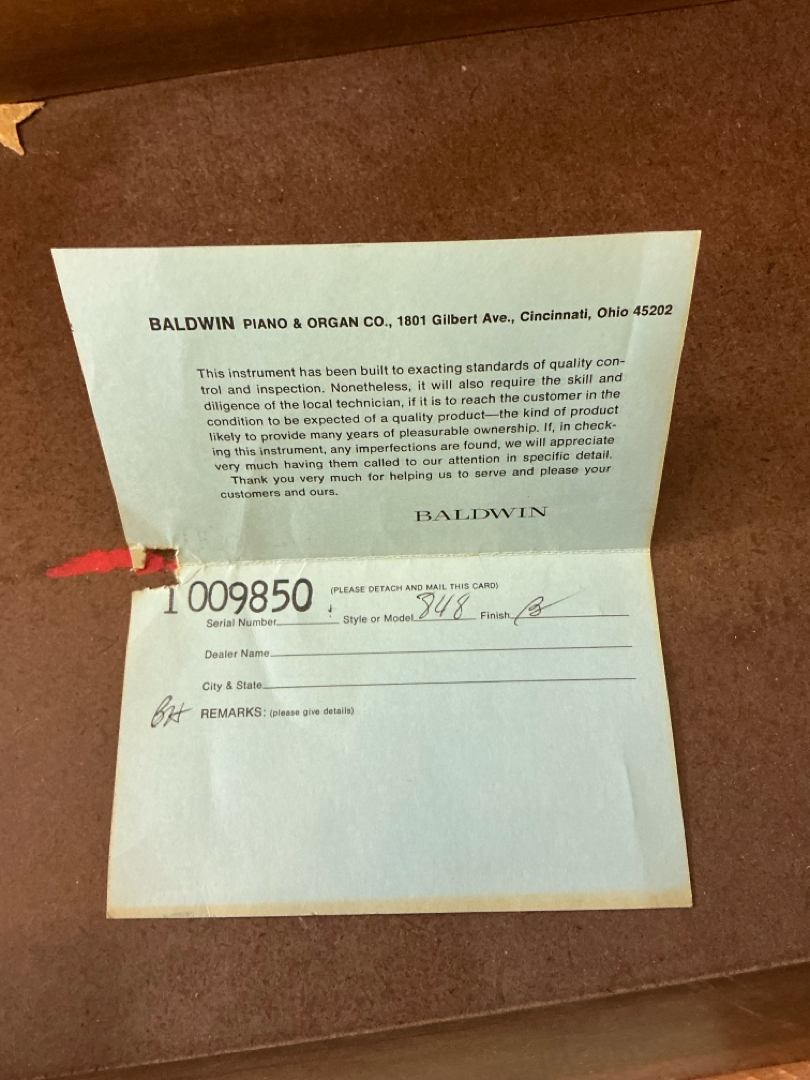 BALDWIN PIANO & ORGAN CO., 1801 Gilbert Ave., Cincinnati, Ohio 45202
This instrument has been built to exacting standards of quality con-
trol and inspection. Nonetheless, it will also require the skill and
diligence of the local technician, if it is to reach the customer in the
condition to be expected of a quality product—the kind of product
likely to provide many years of pleasurable ownership. If, in check-
ing this instrument, any imperfections are found, we will appreciate
very much having them called to our attention in specific detail.
Thank you very much for helping us to serve and please your
customers and ours.
BALDWIN
(PLEASE DETACH AND MAIL THIS CARD)
1009850
Serial Number Style or Model 848 Finish B
Dealer Name
City & State
REMARKS: (please give details)